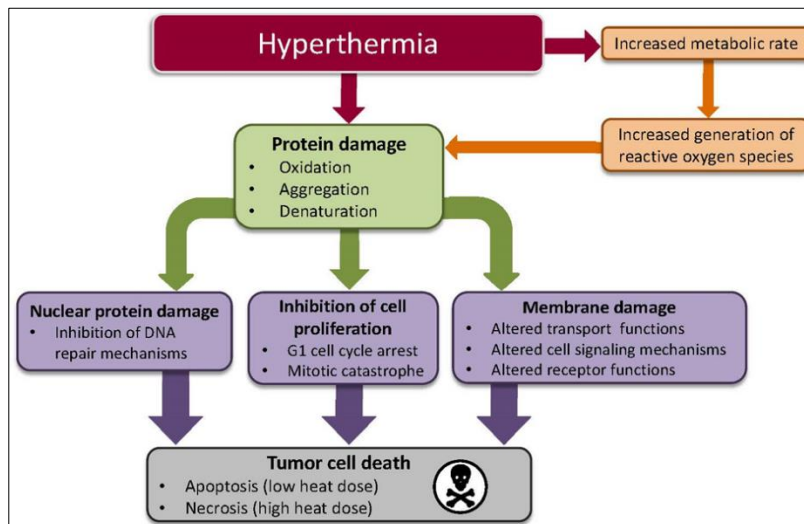 Hyperthermia
Increased metabolic rate
Increased generation of
reactive oxygen species
Protein damage
• Oxidation
• Aggregation
• Denaturation
Nuclear protein damage
• Inhibition of DNA
repair mechanisms
Inhibition of cell
proliferation
• G1 cell cycle arrest
• Mitotic catastrophe
Membrane damage
• Altered transport functions
• Altered cell signaling mechanisms
• Altered receptor functions
Tumor cell death
• Apoptosis (low heat dose)
• Necrosis (high heat dose)